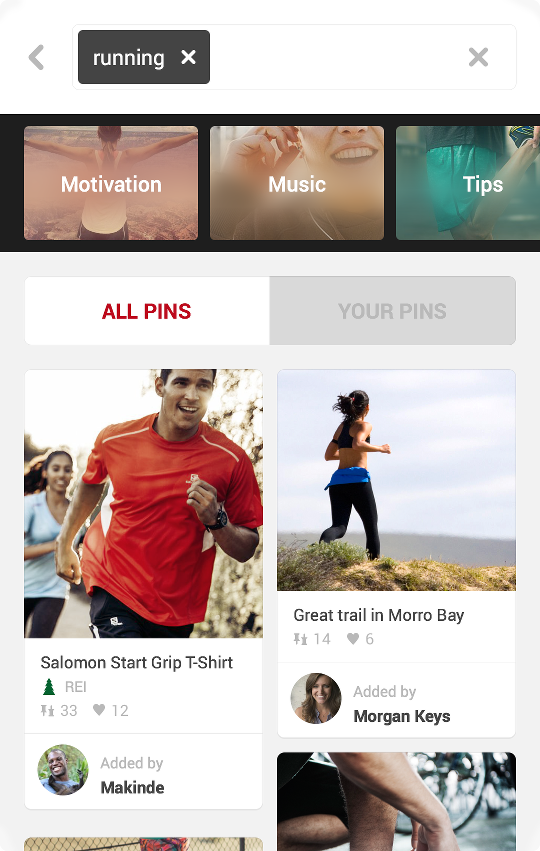 running
Motivation
Music
Tips
ALL PINS
YOUR PINS
Salomon Start Grip T-Shirt
REI
33 12
Added by
Makinde
Great trail in Morro Bay
14 6
Added by
Morgan Keys